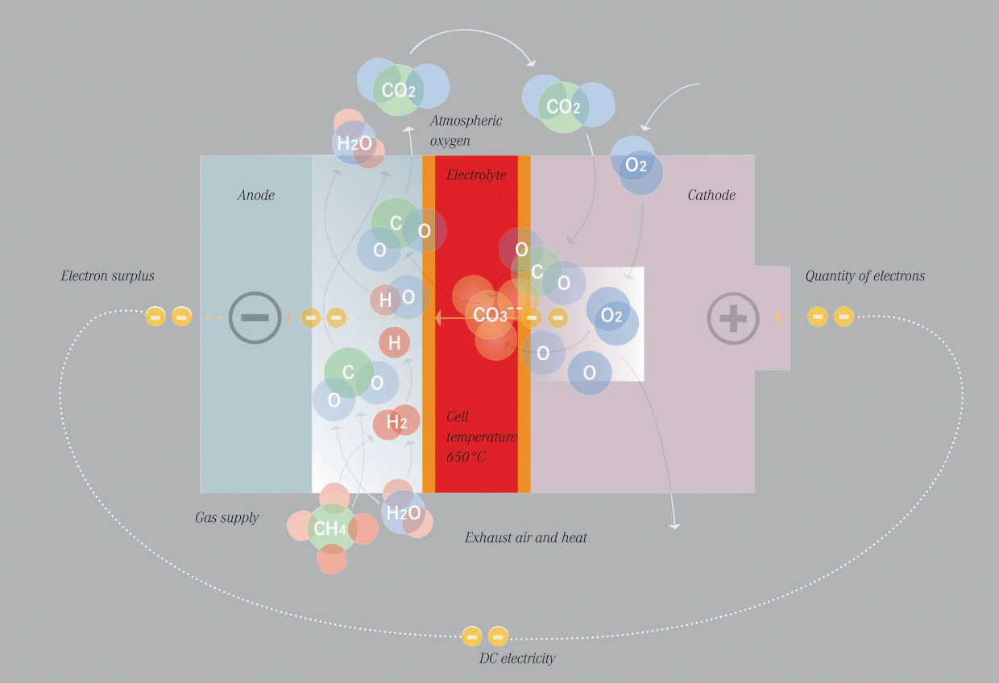 CO2
CO2
Atmospheric
oxygen
H2O
O2
Electrolyte
Anode
Cathode
C
O
O
O
C
O
Electron surplus
Quantity of electrons
H O
CO3--
O2
H
O
O
C
O
O
H2
Cell
temperature
650°C
Gas supply
H2O
CH4
Exhaust air and heat
DC electricity